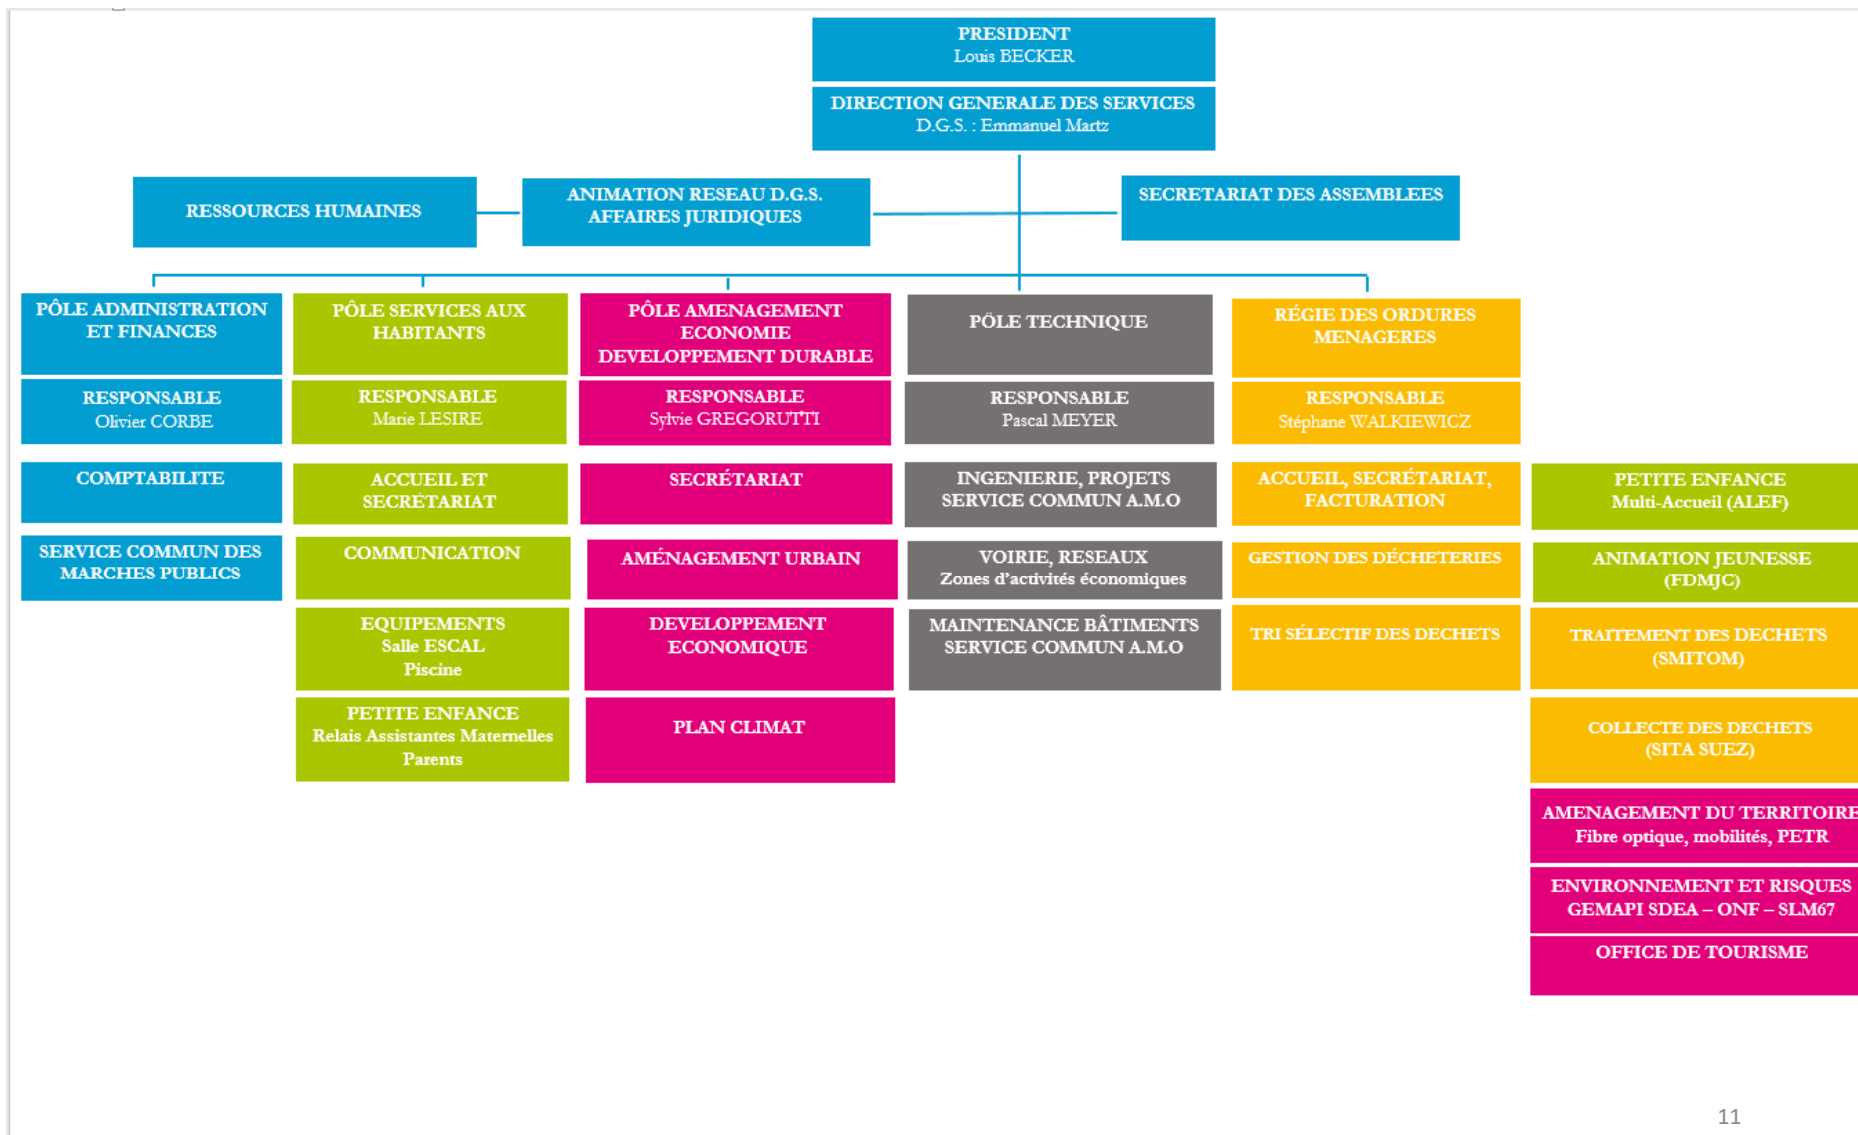 PRESIDENT
Louis BECKER
DIRECTION GENERALE DES SERVICES
D.G.S. : Emmanuel Martz
RESSOURCES HUMAINES
ANIMATION RESEAU D.G.S.
AFFAIRES JURIDIQUES
SECRETARIAT DES ASSEMBLEES
PÔLE ADMINISTRATION
ET FINANCES
RESPONSABLE
Olivier CORBE
COMPTABILITE
SERVICE COMMUN DES
MARCHES PUBLICS
PÔLE SERVICES AUX
HABITANTS
RESPONSABLE
Marie LESIRE
ACCUEIL ET
SECRÉTARIAT
COMMUNICATION
EQUIPEMENTS
Salle ESCAL
Piscine
PETITE ENFANCE
Relais Assistantes Maternelles
Parents
PÔLE AMENAGEMENT
ECONOMIE
DEVELOPPEMENT DURABLE
RESPONSABLE
Sylvie GREGORUTTI
SECRÉTARIAT
AMÉNAGEMENT URBAIN
DEVELOPPEMENT
ECONOMIQUE
PLAN CLIMAT
PÖLE TECHNIQUE
RESPONSABLE
Pascal MEYER
INGENIERIE, PROJETS
SERVICE COMMUN A.M.O
VOIRIE, RESEAUX
Zones d'activités économiques
MAINTENANCE BÂTIMENTS
SERVICE COMMUN A.M.O
RÉGIE DES ORDURES
MENAGERES
RESPONSABLE
Stéphane WALKIEWICZ
ACCUEIL, SECRÉTARIAT,
FACTURATION
GESTION DES DÉCHETERIES
TRI SÉLECTIF DES DECHETS
PETITE ENFANCE
Multi-Accueil (ALEF)
ANIMATION JEUNESSE
(FDMJC)
TRAITEMENT DES DECHETS
(SMITOM)
COLLECTE DES DECHETS
(SITA SUEZ)
AMENAGEMENT DU TERRITOIRE
Fibre optique, mobilités, PETR
ENVIRONNEMENT ET RISQUES
GEMAPI SDEA – ONF – SLM67
OFFICE DE TOURISME
11